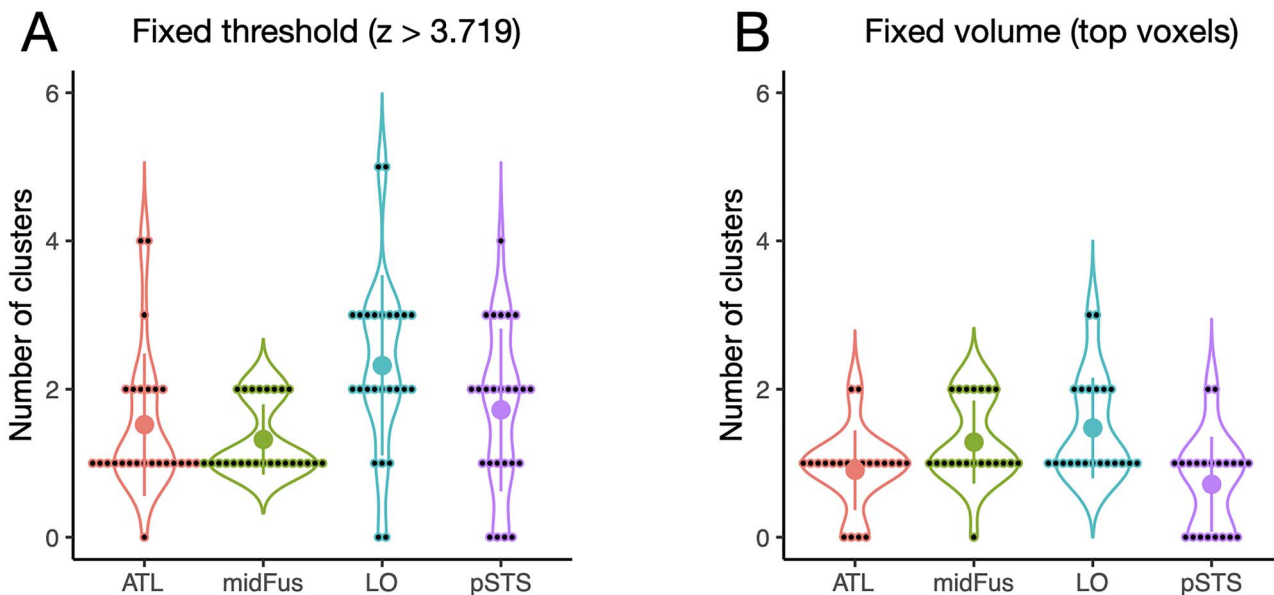 A Fixed threshold (z > 3.719)
Number of clusters
6
4
2
0
ATL midFus LO pSTS
B Fixed volume (top voxels)
Number of clusters
6
4
2
0
ATL midFus LO pSTS